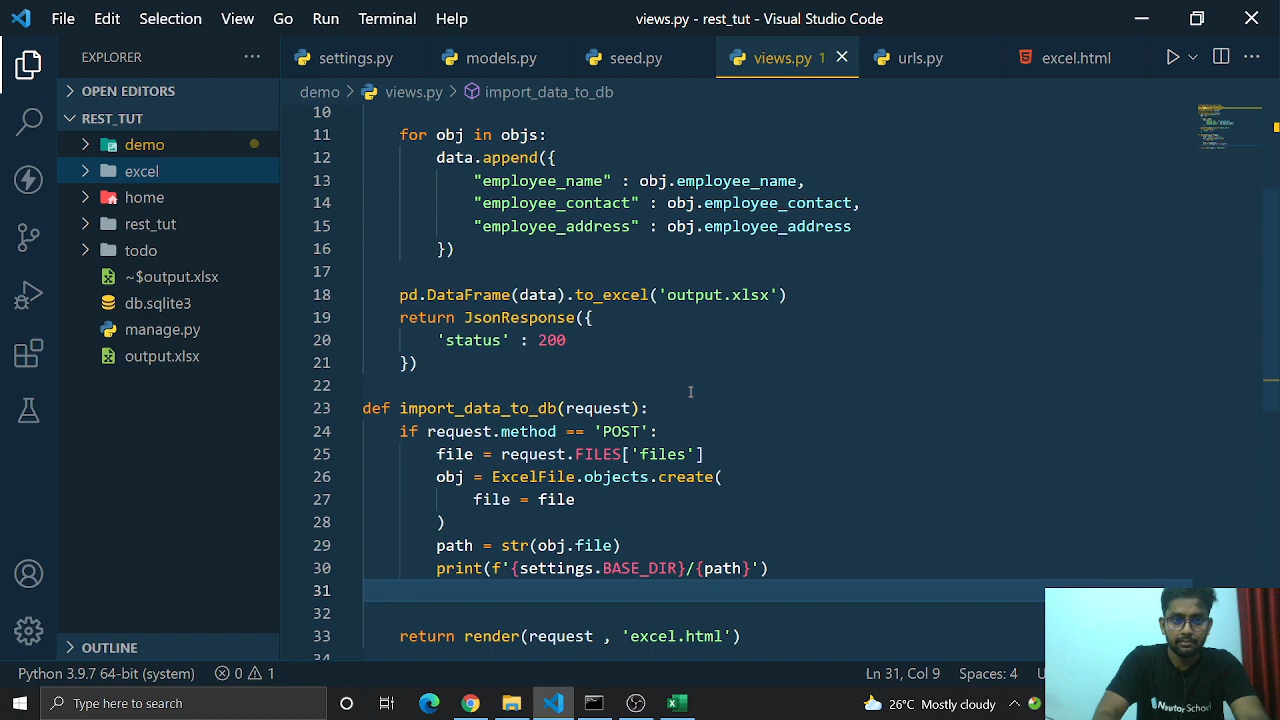 File Edit Selection View Go Run Terminal Help
views.py - rest_tut - Visual Studio Code
EXPLORER
settings.py models.py seed.py views.py 1 urls.py excel.html
OPEN EDITORS
demo > views.py > import_data_to_db
REST_TUT
demo
excel
home
rest_tut
todo
~$output.xlsx
db.sqlite3
manage.py
output.xlsx
OUTLINE
10
11 for obj in objs:
12 data.append({
13 "employee_name" : obj.employee_name,
14 "employee_contact" : obj.employee_contact,
15 "employee_address" : obj.employee_address
16 })
17
18 pd.DataFrame(data).to_excel('output.xlsx')
19 return JsonResponse({
20 'status' : 200
21 })
22
23 def import_data_to_db(request):
24 if request.method == 'POST':
25 file = request.FILES['files']
26 obj = ExcelFile.objects.create(
27 file = file
28 )
29 path = str(obj.file)
30 print(f'{settings.BASE_DIR}/{path}')
31
32
33 return render(request , 'excel.html')
34
Python 3.9.7 64-bit (system) 0 1 Ln 31, Col 9 Spaces: 4
Newton School
Type here to search
26°C Mostly cloudy